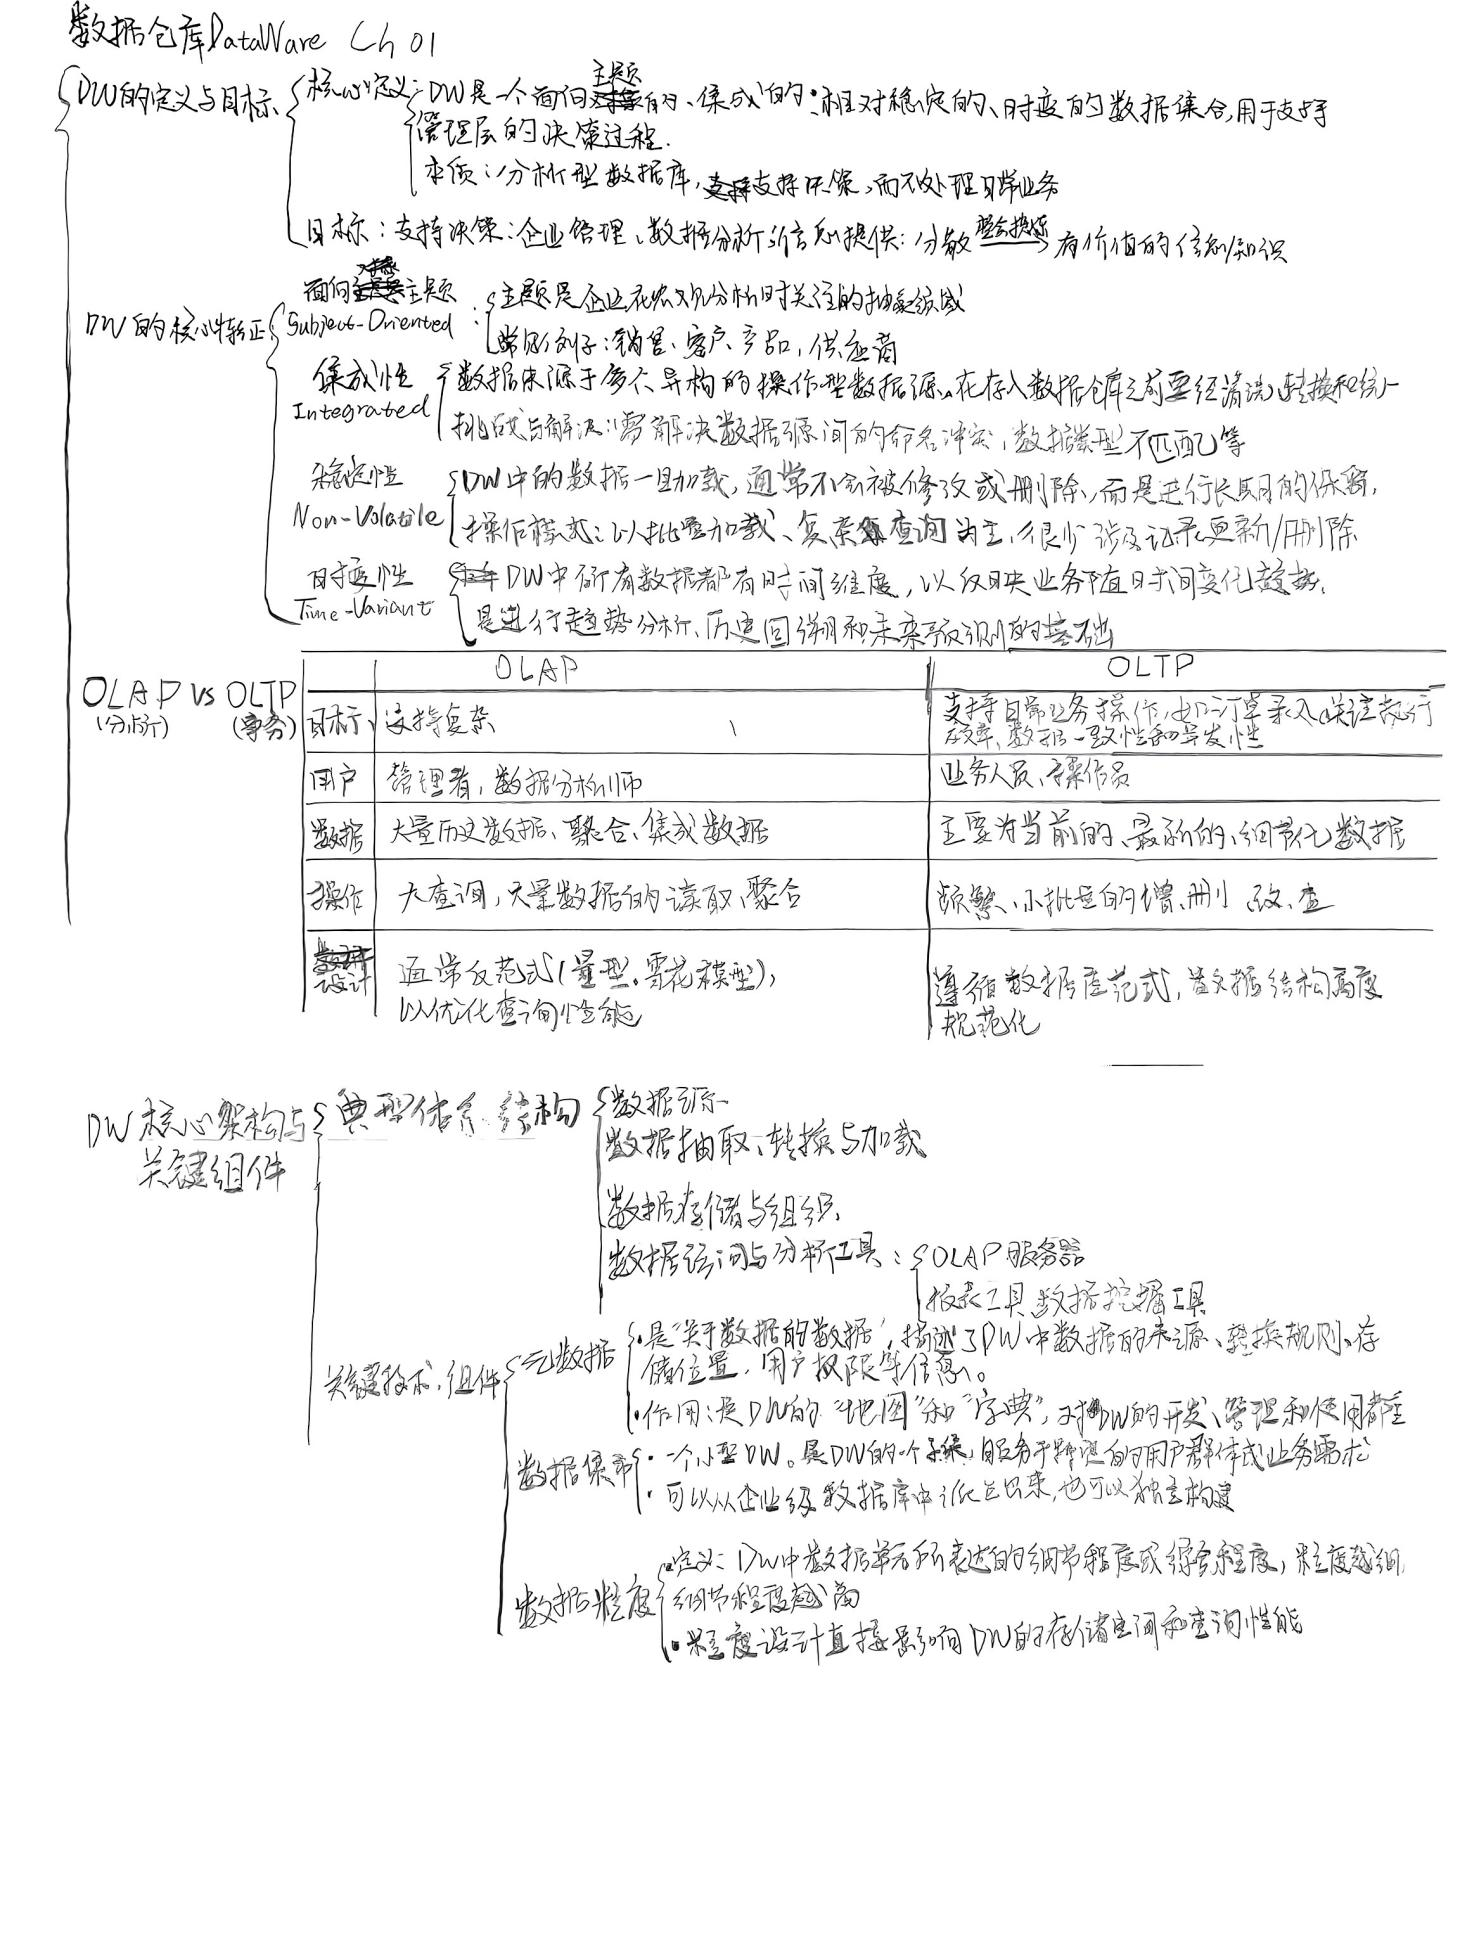 数据仓库DataWare Ch 01
DW的定义与目标
核心定义：DW是一个面向主题的、集成的、相对稳定的、时变的数据集合,用于支持
管理层的决策过程.
本质：分析型数据库,支持决策,而不处理日常业务
目标：支持决策：企业管理、数据分析 信息提供：分散 整合提炼→ 有价值的信息/知识
DW的核心特征
面向主题
Subject-Oriented：
主题是企业在宏观分析时关注的抽象领域
常见例子：销售、客户、产品,供应商
集成性
Integrated
数据来源于多个异构的操作型数据源。在存入数据仓库之前要经清洗,转换和统一
挑战与解决：需解决数据源间的命名冲突,数据类型不匹配等
稳定性
Non-Volatile
DW中的数据一旦加载,通常不会被修改或删除,而是进行长期的保留,
操作模式：以批量加载、复杂查询为主,很少涉及记录更新/删除
时变性
Time-Variant
DW中所有数据都有时间维度,以反映业务随时间变化趋势.
是进行趋势分析、历史回溯和未来预测的基础
OLAP vs OLTP
(分析) (事务)
OLAP OLTP
目标 支持复杂 支持日常业务操作,如订单录入。关注执行
效率、数据一致性和并发性
用户 管理者,数据分析师 业务人员、操作员
数据 大量历史数据、聚合、集成数据 主要为当前的、最新的、细节化数据
操作 大查询,大量数据的读取、聚合 频繁、小批量的增、删、改、查
设计 通常反范式(星型、雪花模型),
以优化查询性能
遵循数据库范式,数据结构高度
规范化
DW核心架构与
关键组件
典型体系结构
数据源
数据抽取、转换与加载
数据存储与组织
数据访问与分析工具：
OLAP服务器
报表工具 数据挖掘工具
关键技术、组件
元数据
·是"关于数据的数据",描述了DW中数据的来源、转换规则、存
储位置,用户权限等信息。
·作用：是DW的"地图"和"字典",对DW的开发、管理和使用都重
数据集市
·一个小型DW。是DW的一个子集,服务于特定的用户群体或业务需求
·可以从企业级数据库中派生出来,也可以独立构建
数据粒度
·定义：DW中数据单元所表达的细节程度或综合程度,粒度越细,
细节程度越高
·粒度设计直接影响DW的存储空间和查询性能